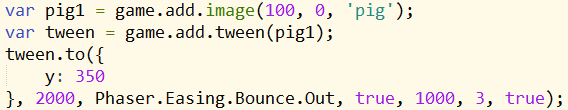 var pig1 = game.add.image(100, 0, 'pig');
var tween = game.add.tween(pig1);
tween.to({
    y: 350
}, 2000, Phaser.Easing.Bounce.Out, true, 1000, 3, true);